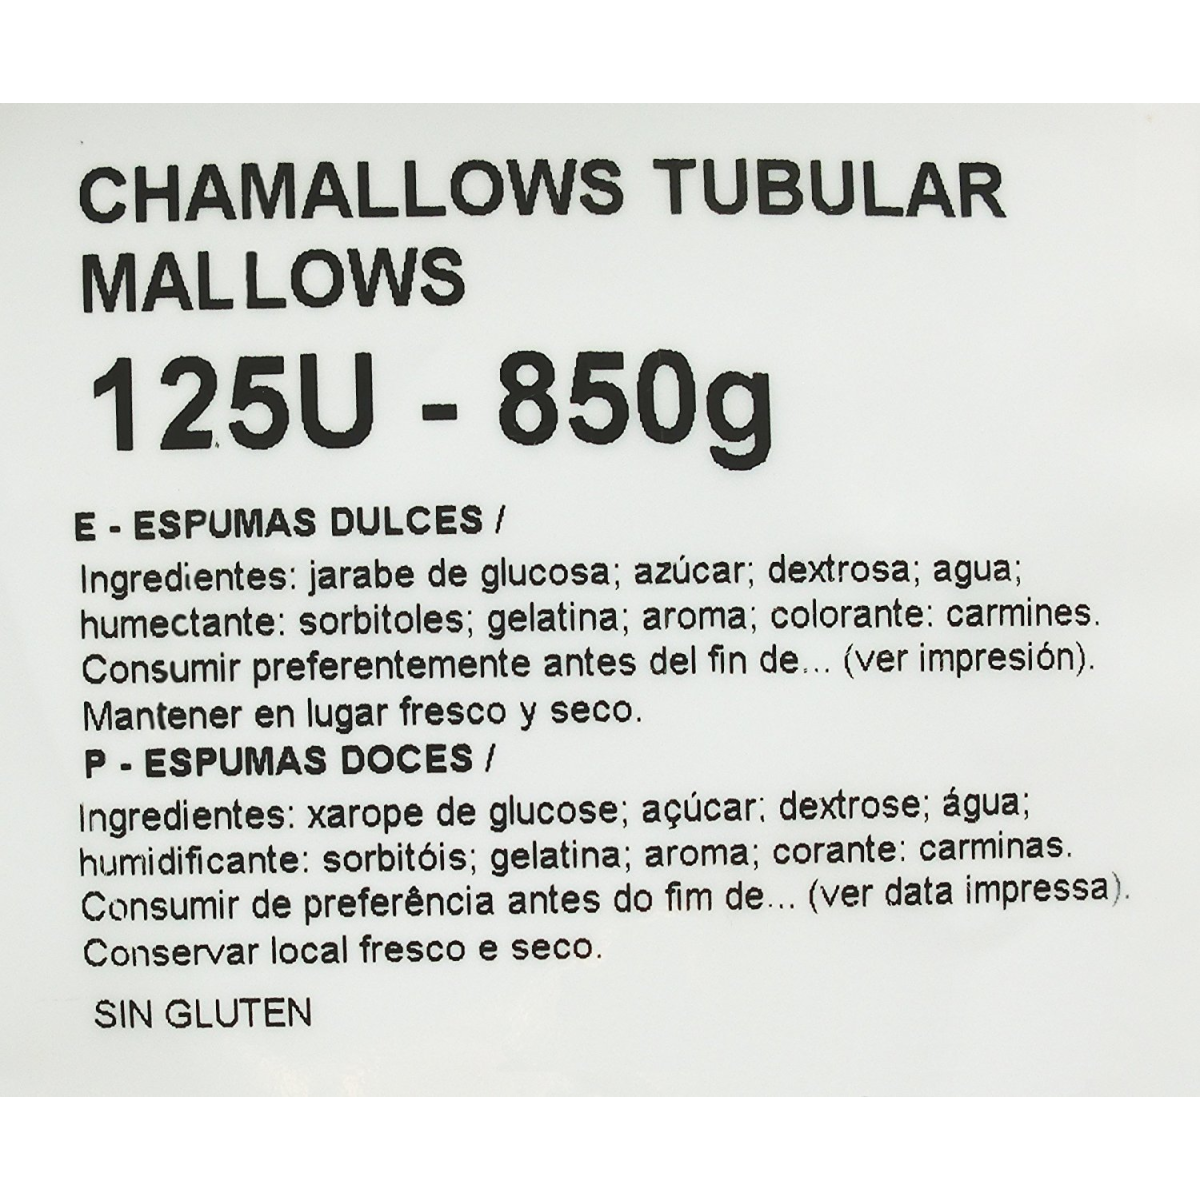 CHAMALLOWS TUBULAR
MALLOWS
125U - 850g
E - ESPUMAS DULCES /
Ingredientes: jarabe de glucosa; azúcar; dextrosa; agua;
humectante: sorbitoles; gelatina; aroma; colorante: carmines.
Consumir preferentemente antes del fin de... (ver impresión).
Mantener en lugar fresco y seco.
P - ESPUMAS DOCES /
Ingredientes: xarope de glucose; açúcar; dextrose; água;
humidificante: sorbitóis; gelatina; aroma; corante: carminas.
Consumir de preferência antes do fim de... (ver data impressa).
Conservar local fresco e seco.
SIN GLUTEN